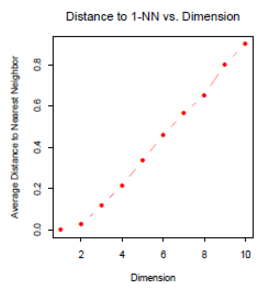 Distance to 1-NN vs. Dimension
Average Distance to Nearest Neighbor
0.8
0.6
0.4
0.2
0.0
2 4 6 8 10
Dimension